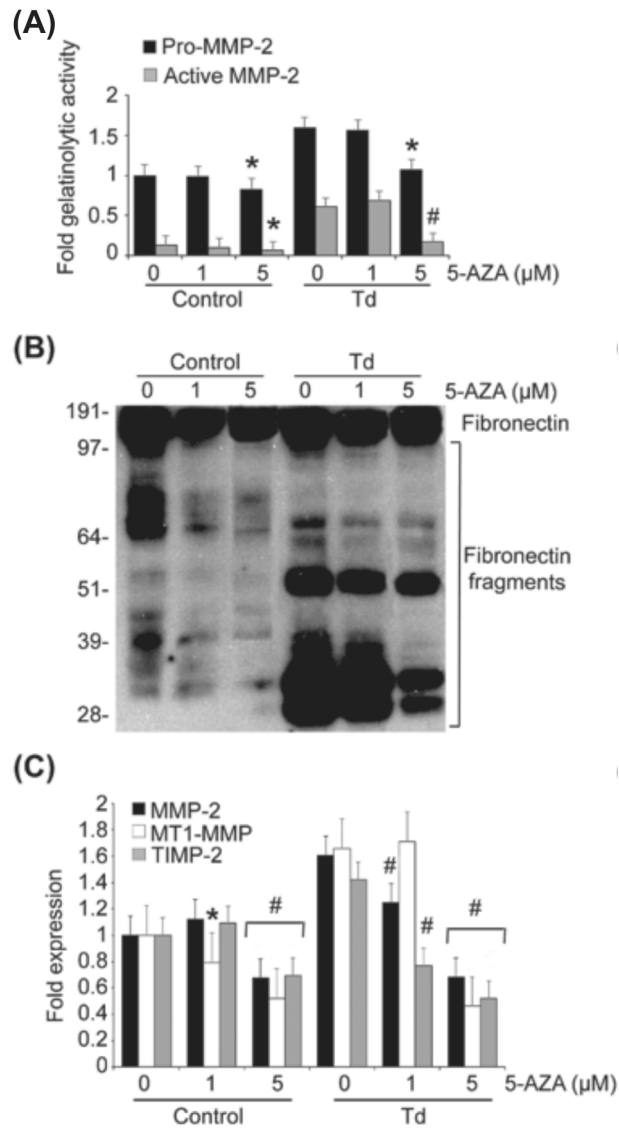 (A)
Pro-MMP-2
Active MMP-2
Fold gelatinolytic activity
2
1.5
1
0.5
0
* * * #
0 1 5 0 1 5 5-AZA (µM)
Control Td
(B)
Control Td
0 1 5 0 1 5 5-AZA (µM)
191- Fibronectin
97-
64-
Fibronectin
fragments
51-
39-
28-
(C)
MMP-2
MT1-MMP
TIMP-2
Fold expression
2
1.8
1.6
1.4
1.2
1
0.8
0.6
0.4
0.2
0
* # # # #
0 1 5 0 1 5 5-AZA (µM)
Control Td